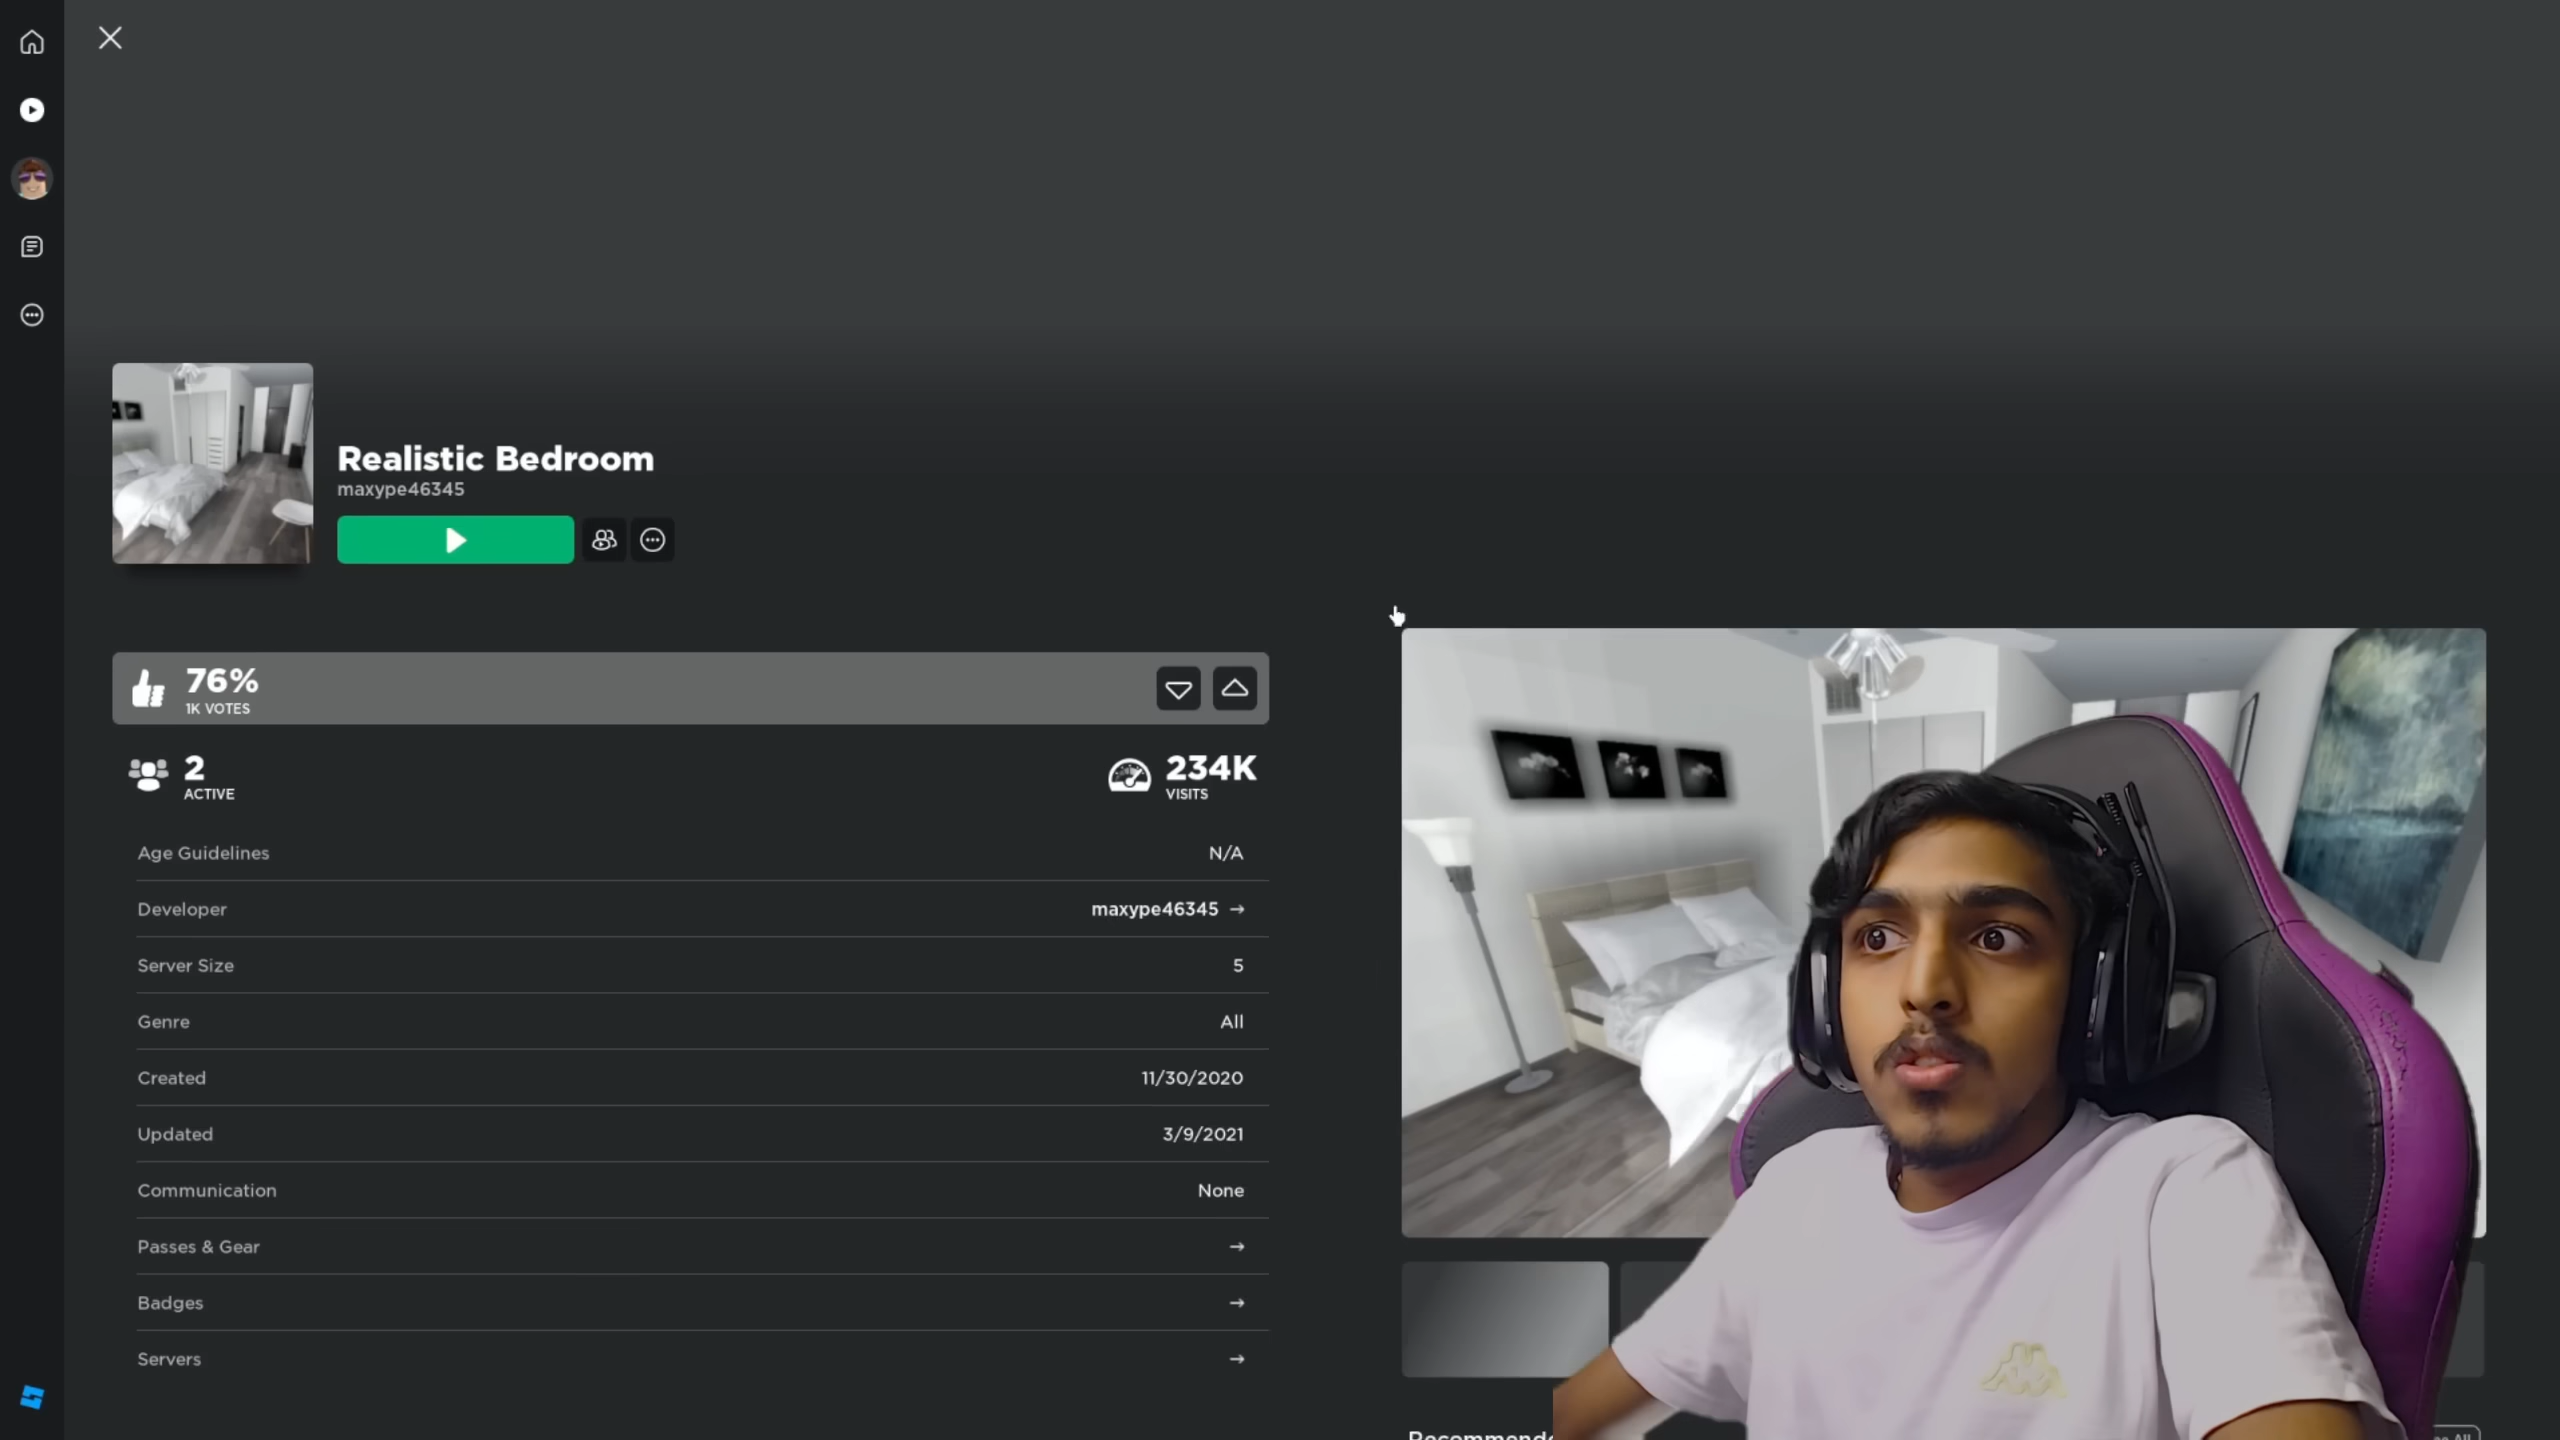 Realistic Bedroom
maxype46345
76%
1K VOTES
2
ACTIVE
234K
VISITS
Age Guidelines
N/A
Developer
maxype46345
Server Size
5
Genre
All
Created
11/30/2020
Updated
3/9/2021
Communication
None
Passes & Gear
Badges
Servers